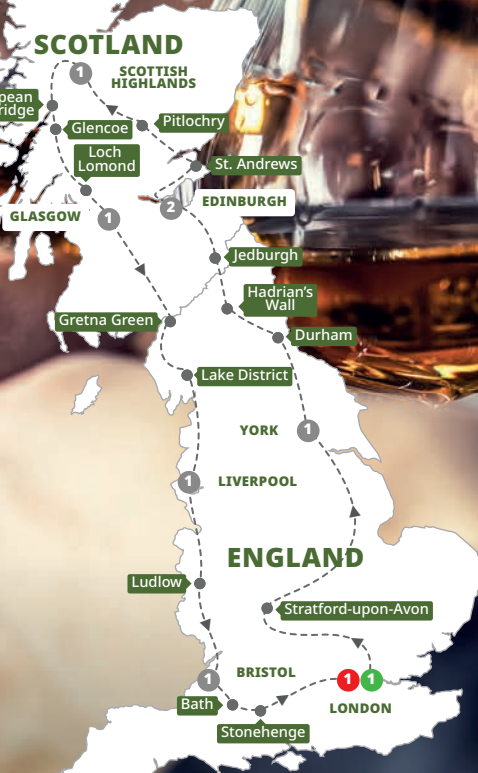 SCOTLAND
1
SCOTTISH
HIGHLANDS
Pitlochry
Glencoe
Loch
Lomond
St. Andrews
2
EDINBURGH
GLASGOW
1
Jedburgh
Hadrian’s
Wall
Gretna Green
Durham
Lake District
YORK
1
1
LIVERPOOL
ENGLAND
Ludlow
Stratford-upon-Avon
1
BRISTOL
1
1
LONDON
Bath
Stonehenge